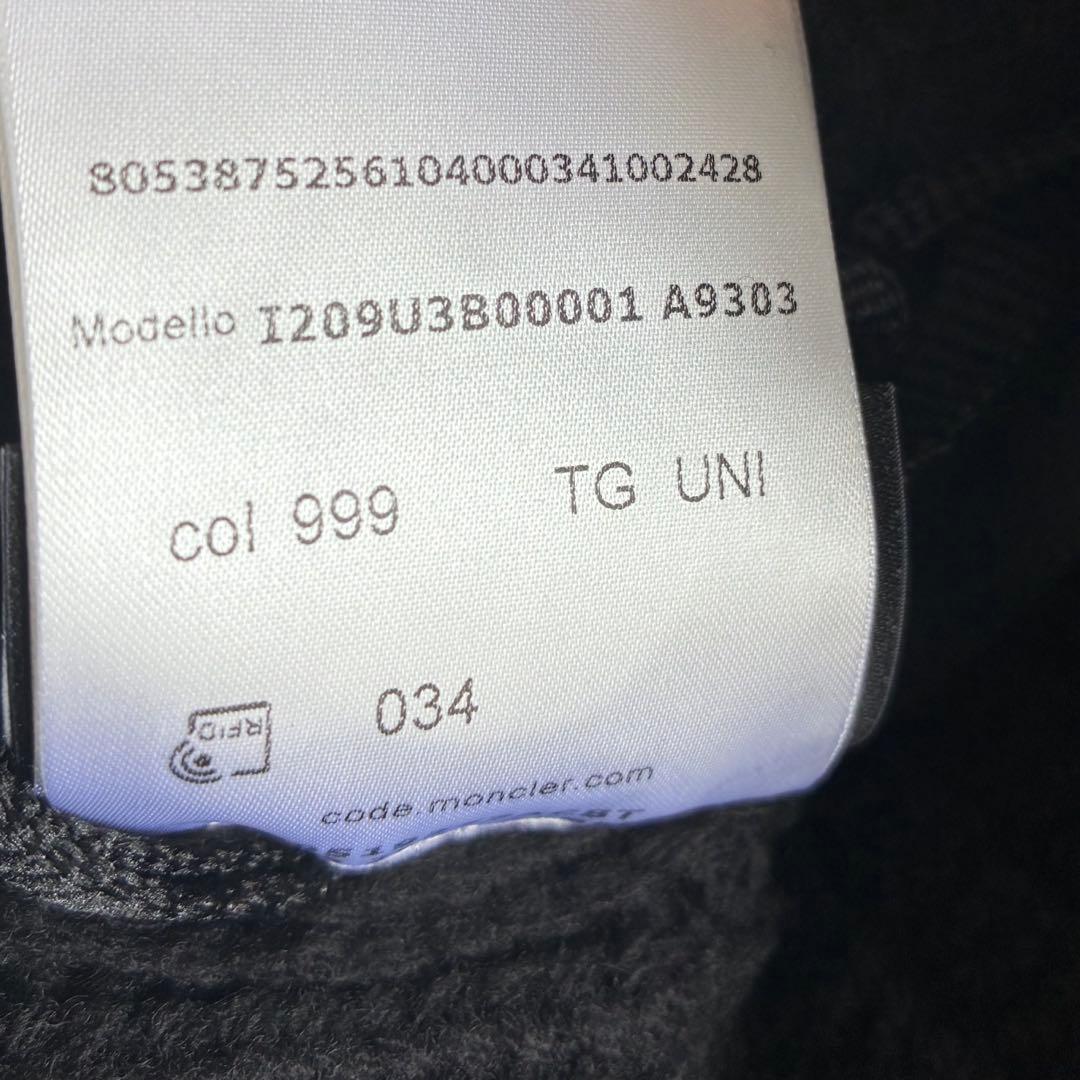 8053875256104000341002428
Modello I209U3B00001 A9303
col 999 TG UNI
RFID 034
code.moncler.com